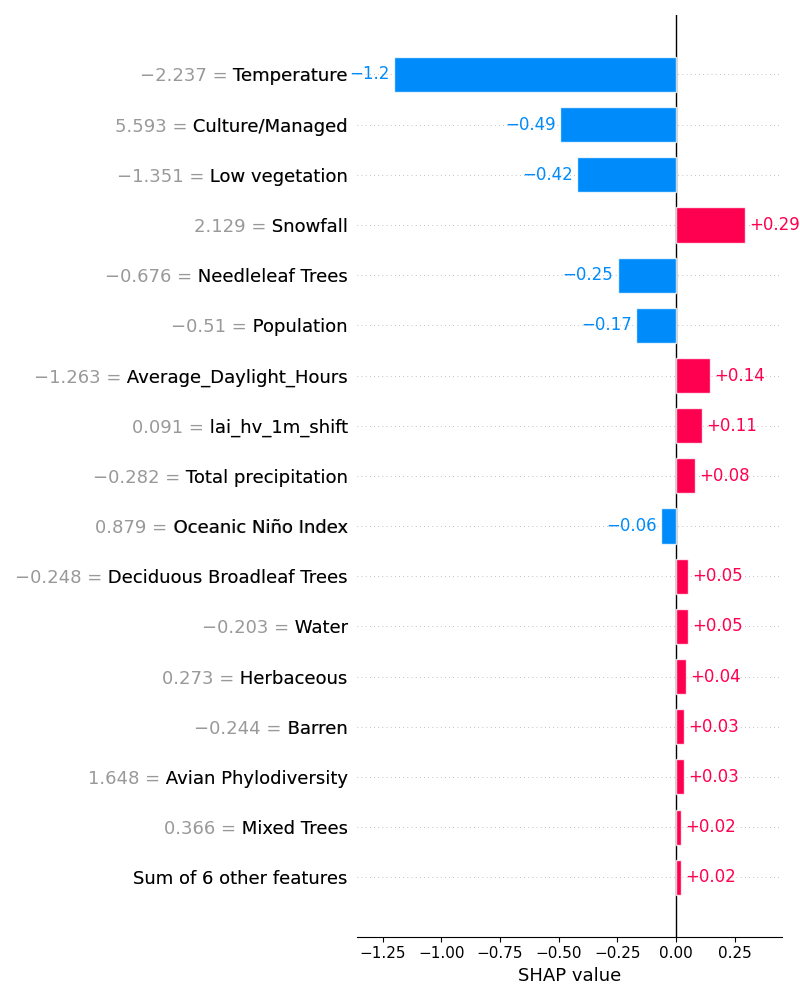 −2.237 = Temperature −1.2
5.593 = Culture/Managed −0.49
−1.351 = Low vegetation −0.42
2.129 = Snowfall +0.29
−0.676 = Needleleaf Trees −0.25
−0.51 = Population −0.17
−1.263 = Average_Daylight_Hours +0.14
0.091 = lai_hv_1m_shift +0.11
−0.282 = Total precipitation +0.08
0.879 = Oceanic Niño Index −0.06
−0.248 = Deciduous Broadleaf Trees +0.05
−0.203 = Water +0.05
0.273 = Herbaceous +0.04
−0.244 = Barren +0.03
1.648 = Avian Phylodiversity +0.03
0.366 = Mixed Trees +0.02
Sum of 6 other features +0.02
−1.25 −1.00 −0.75 −0.50 −0.25 0.00 0.25
SHAP value